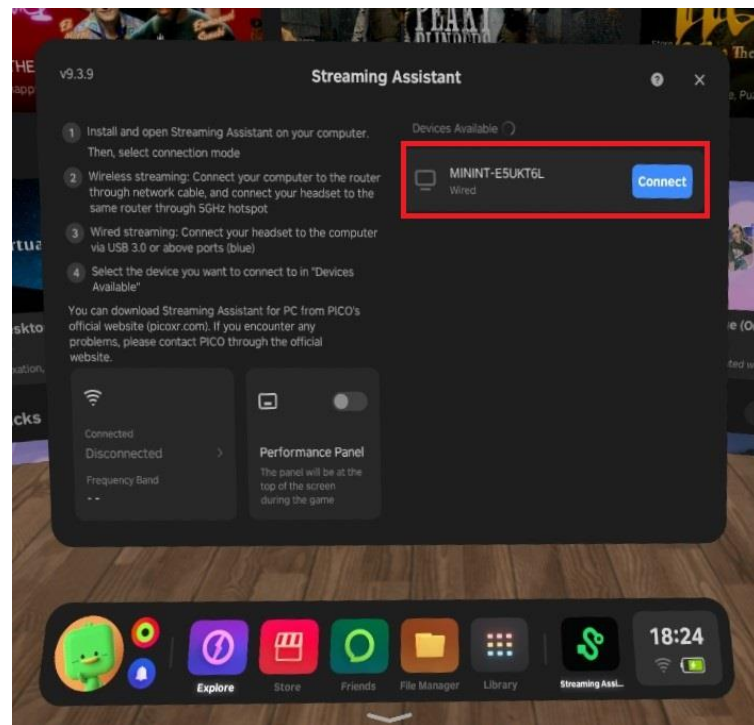 PEAKY
BLINDERS
THE
The
v9.3.9
Streaming Assistant
Devices Available
1 Install and open Streaming Assistant on your computer.
Then, select connection mode
2 Wireless streaming: Connect your computer to the router
through network cable, and connect your headset to the
same router through 5GHz hotspot
3 Wired streaming: Connect your headset to the computer
via USB 3.0 or above ports (blue)
4 Select the device you want to connect to in "Devices
Available"
You can download Streaming Assistant for PC from PICO's
official website (picoxr.com). If you encounter any
problems, please contact PICO through the official
website.
MININT-E5UKT6L
Wired
Connect
Connected
Disconnected
Frequency Band
--
Performance Panel
The panel will be at the
top of the screen
during the game
Explore
Store
Friends
File Manager
Library
Streaming Assi...
18:24